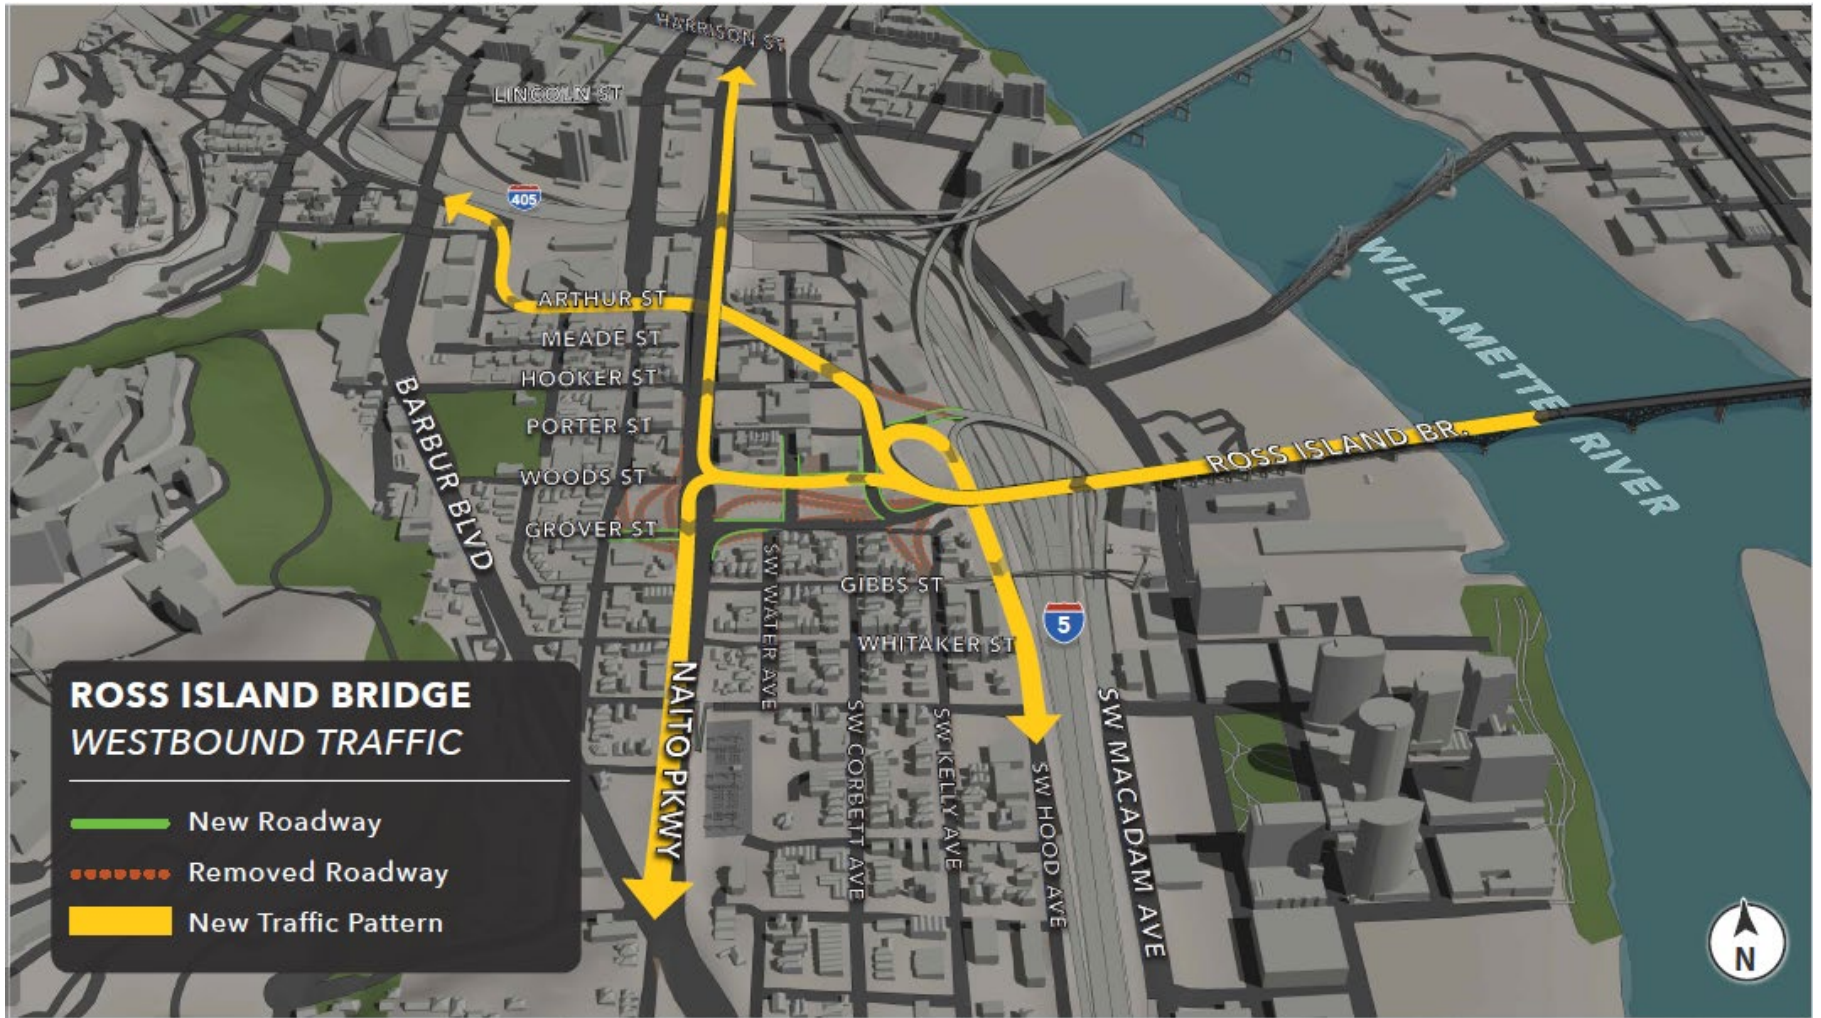 HARRISON ST
LINCOLN ST
405
ARTHUR ST
MEADE ST
HOOKER ST
PORTER ST
WOODS ST
GROVER ST
BARBUR BLVD
WILLAMETTE RIVER
ROSS ISLAND BR.
GIBBS ST
WHITAKER ST
5
SW WATER AVE
NAITO PKWY
SW CORBETT AVE
SW KELLY AVE
SW HOOD AVE
SW MACADAM AVE
ROSS ISLAND BRIDGE
WESTBOUND TRAFFIC
New Roadway
Removed Roadway
New Traffic Pattern
N